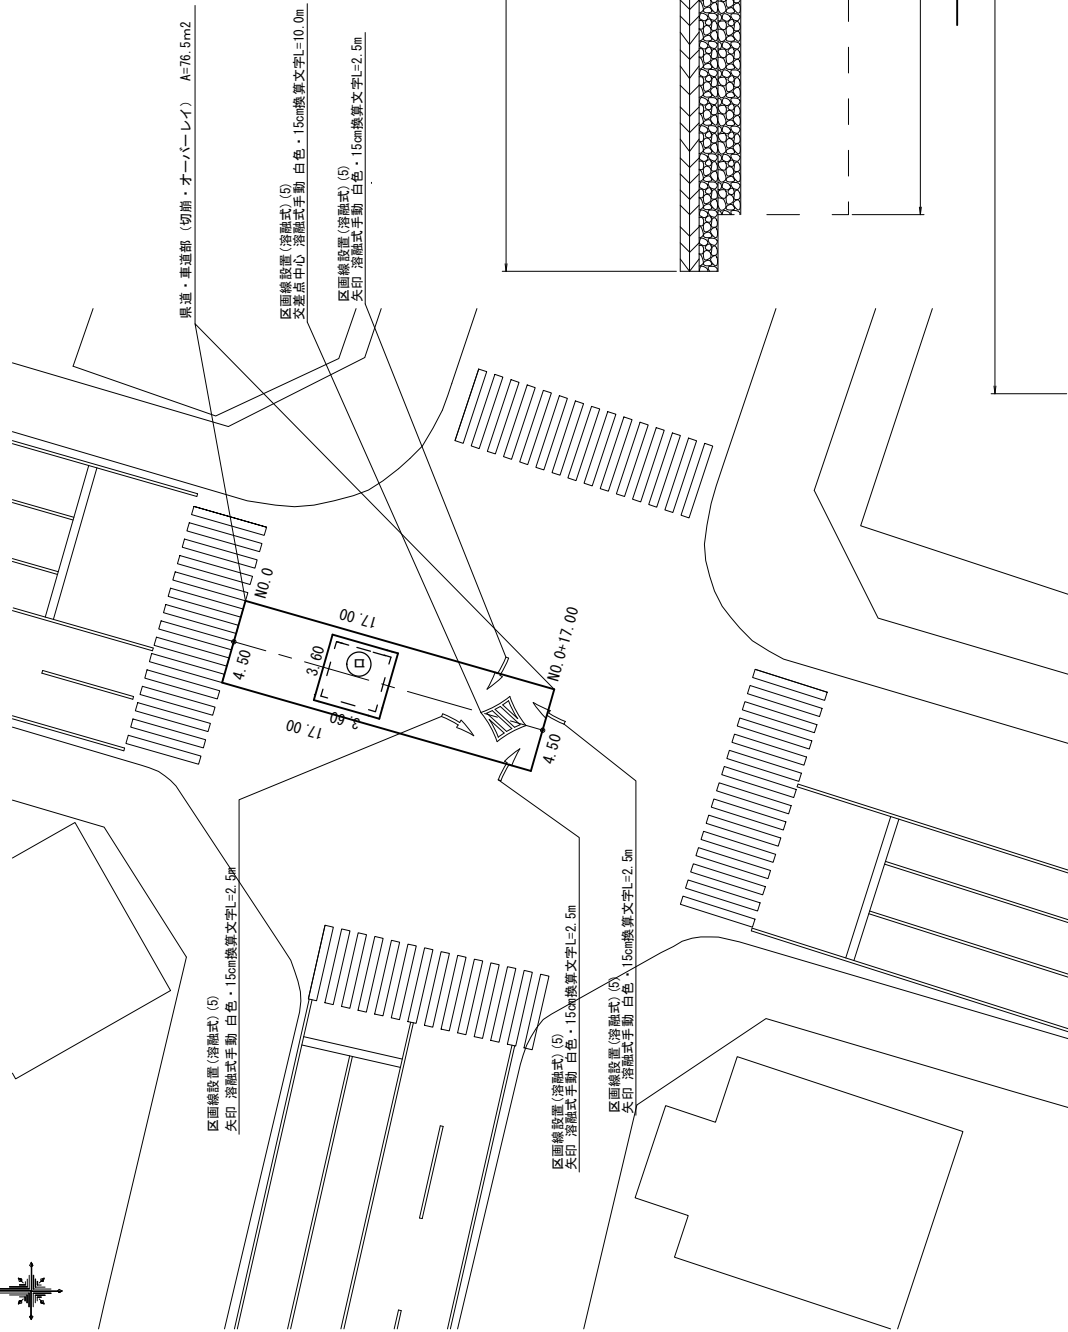 県道・車道部（切削・オーバーレイ） A=76.5m2
区画線設置(溶融式)(5)
交差点中心 溶融式手動 白色・15cm換算文字L=10.0m
区画線設置(溶融式)(5)
矢印 溶融式手動 白色・15cm換算文字L=2.5m
NO.0
4.50
17.00
3.60
3.60
17.00
NO.0+17.00
4.50
区画線設置(溶融式)(5)
矢印 溶融式手動 白色・15cm換算文字L=2.5m
区画線設置(溶融式)(5)
矢印 溶融式手動 白色・15cm換算文字L=2.5m
区画線設置(溶融式)(5)
矢印 溶融式手動 白色・15cm換算文字L=2.5m